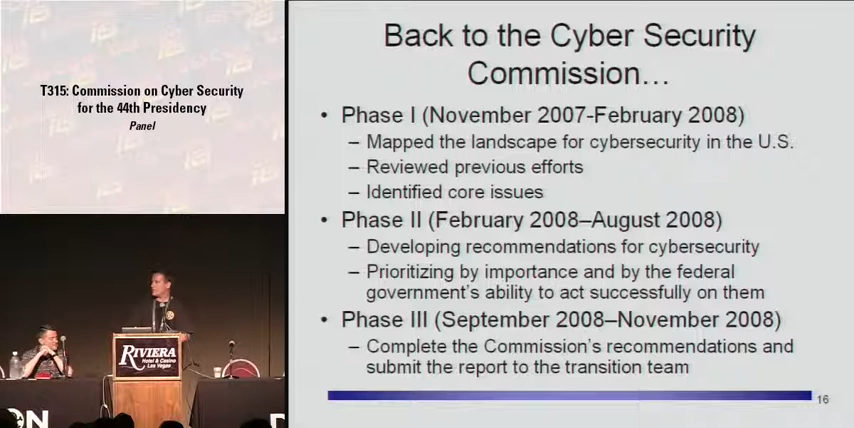 T315: Commission on Cyber Security
for the 44th Presidency
Panel
Back to the Cyber Security
Commission…
• Phase I (November 2007-February 2008)
– Mapped the landscape for cybersecurity in the U.S.
– Reviewed previous efforts
– Identified core issues
• Phase II (February 2008–August 2008)
– Developing recommendations for cybersecurity
– Prioritizing by importance and by the federal
government’s ability to act successfully on them
• Phase III (September 2008–November 2008)
– Complete the Commission’s recommendations and
submit the report to the transition team
16
RIVIERA
Hotel & Casino
Las Vegas
ON
D